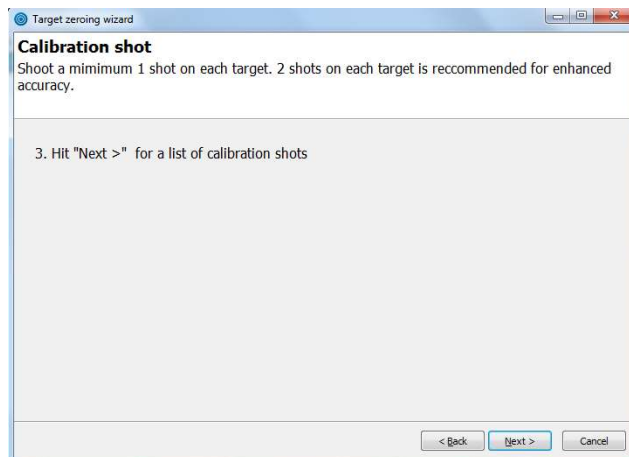 Target zeroing wizard
Calibration shot
Shoot a mimimum 1 shot on each target. 2 shots on each target is reccommended for enhanced
accuracy.
3. Hit "Next >" for a list of calibration shots
< Back Next > Cancel